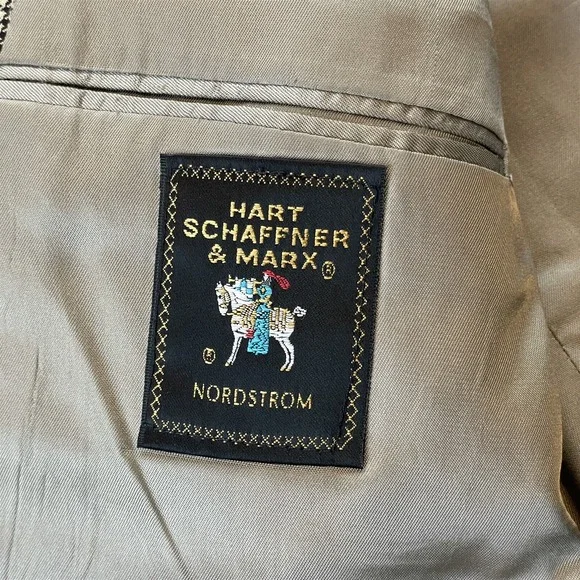 HART
SCHAFFNER
& MARX®
®
NORDSTROM